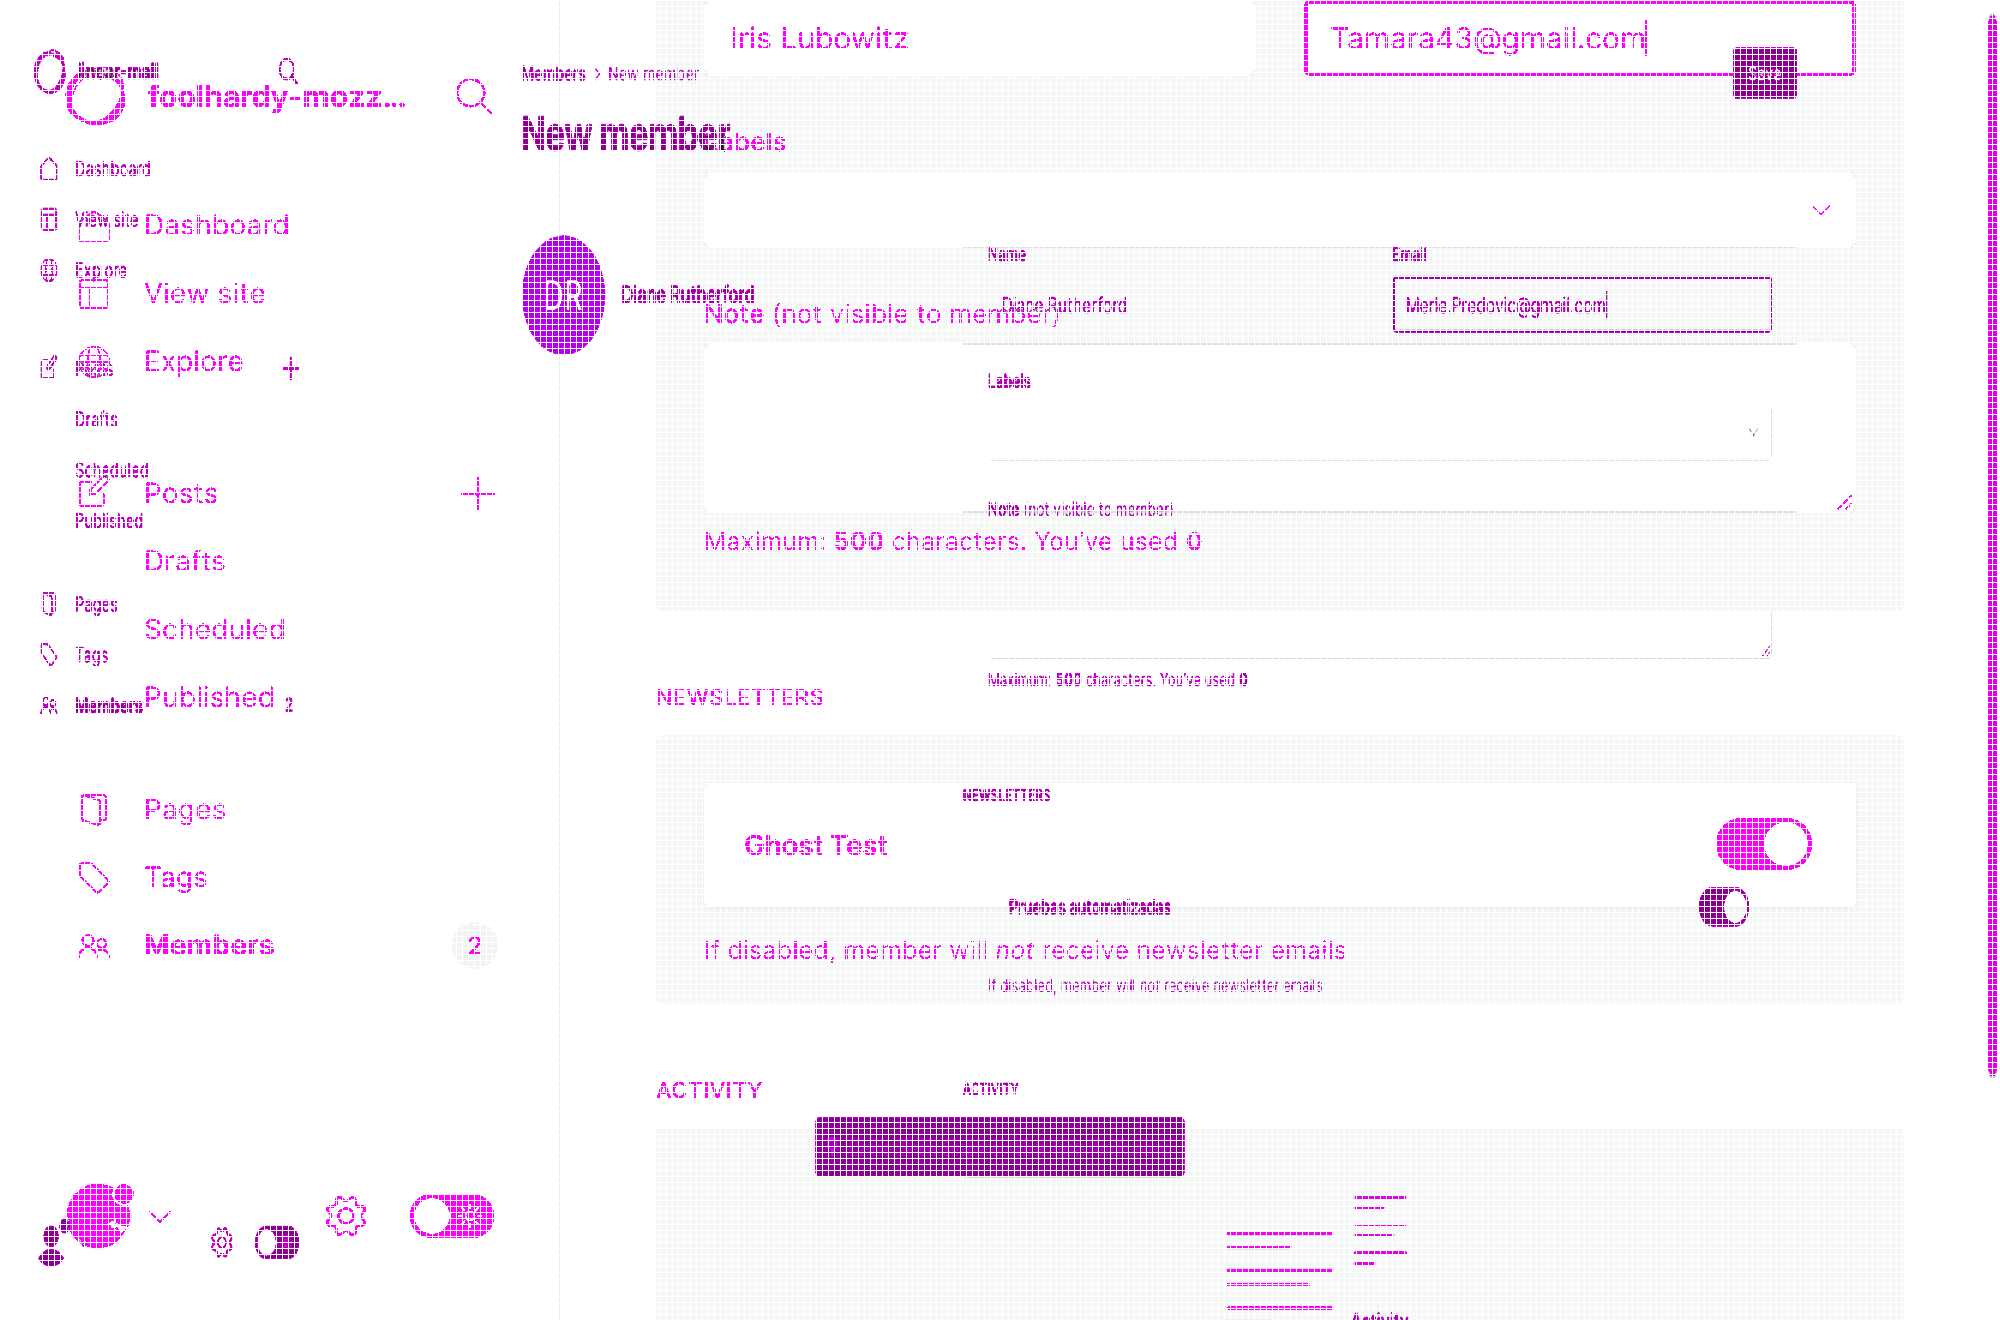 Iris Lubowitz
Tamara43@gmail.com
linear-mail
foolhardy-mozz...
Members > New member
Save
New member
Labels
Dashboard
View site
Dashboard
Name
Email
Explore
View site
Diane Rutherford
DR
Diane Rutherford
Merle.Predovic@gmail.com
Note (not visible to member)
Posts
Explore
Labels
Drafts
Scheduled
Posts
Published
Note (not visible to member)
Maximum: 500 characters. You've used 0
Drafts
Pages
Scheduled
Tags
Maximum: 500 characters. You've used 0
Members
Published
2
NEWSLETTERS
NEWSLETTERS
Pages
Ghost Test
Tags
Pruebas automatizadas
Members
2
If disabled, member will not receive newsletter emails
If disabled, member will not receive newsletter emails
ACTIVITY
ACTIVITY
Activity